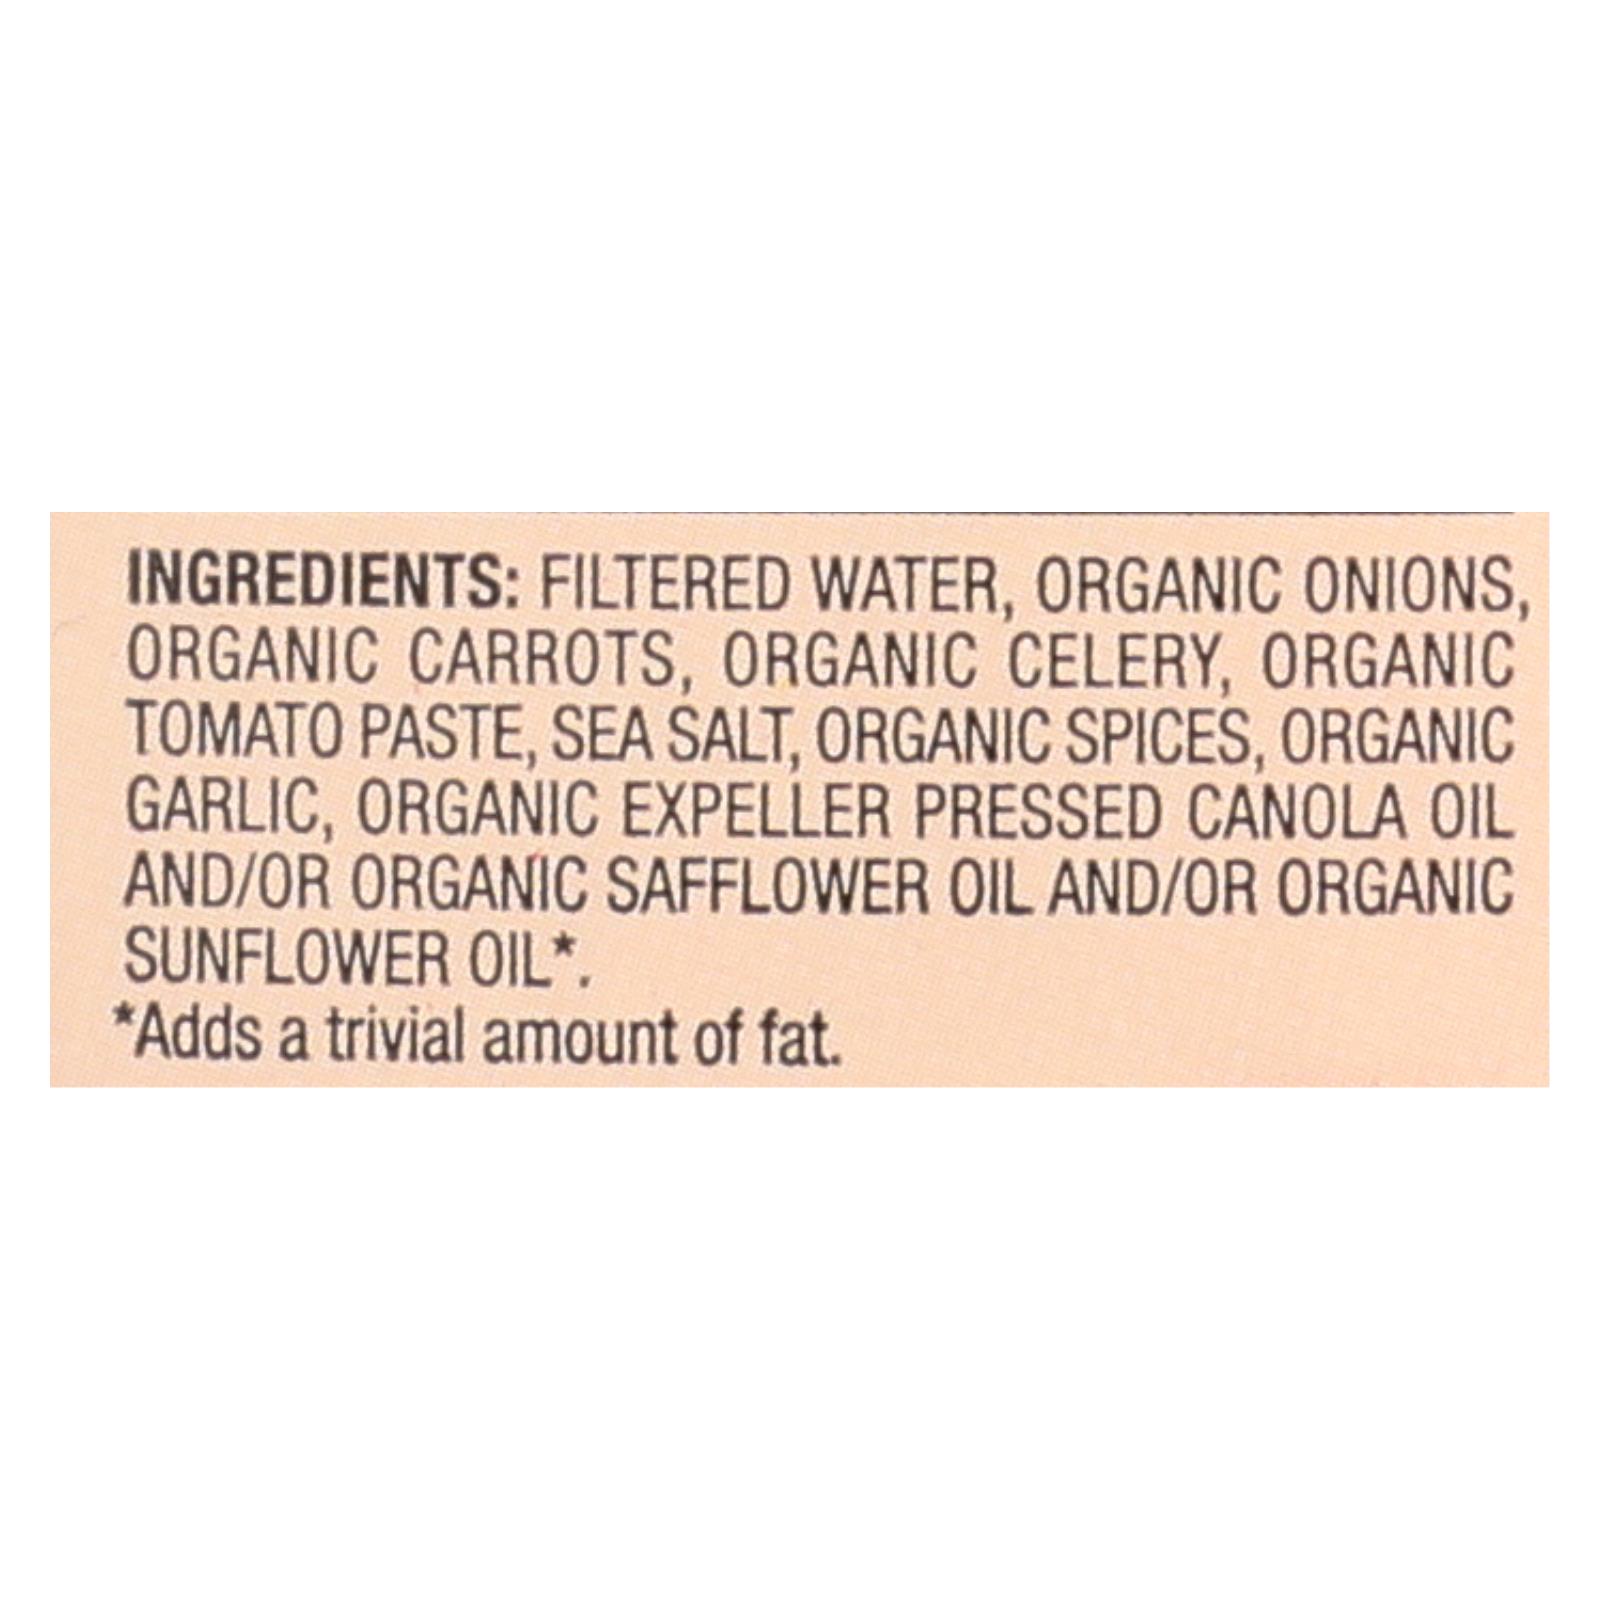 INGREDIENTS: FILTERED WATER, ORGANIC ONIONS,
ORGANIC CARROTS, ORGANIC CELERY, ORGANIC
TOMATO PASTE, SEA SALT, ORGANIC SPICES, ORGANIC
GARLIC, ORGANIC EXPELLER PRESSED CANOLA OIL
AND/OR ORGANIC SAFFLOWER OIL AND/OR ORGANIC
SUNFLOWER OIL*.
*Adds a trivial amount of fat.